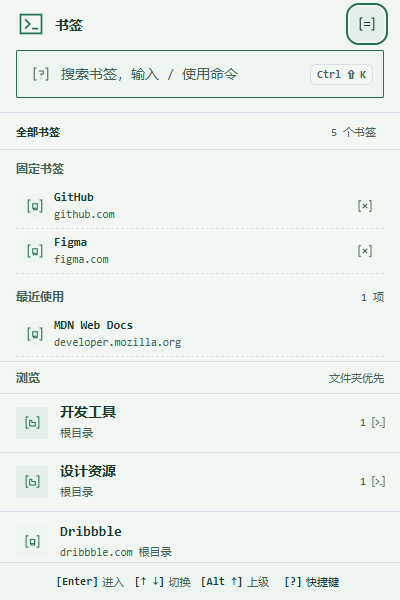 书签
[=]
[?] 搜索书签, 输入 / 使用命令 Ctrl ⇧ K
全部书签 5 个书签
固定书签
GitHub
github.com [×]
Figma
figma.com [×]
最近使用 1 项
MDN Web Docs
developer.mozilla.org
浏览 文件夹优先
开发工具
根目录 1 [>_]
设计资源
根目录 1 [>_]
Dribbble
dribbble.com 根目录
[Enter] 进入 [↑ ↓] 切换 [Alt ↑] 上级 [?] 快捷键